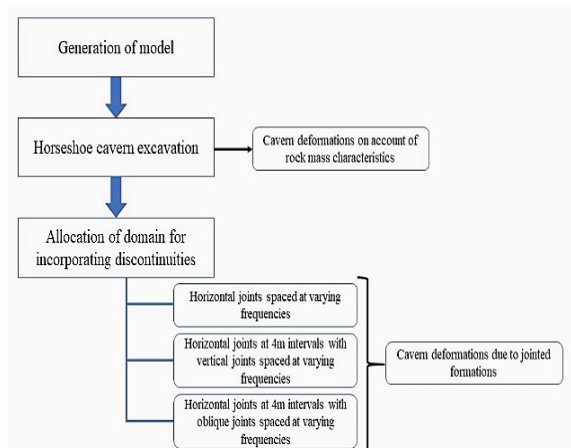 Generation of model
Horseshoe cavern excavation
Cavern deformations on account of
rock mass characteristics
Allocation of domain for
incorporating discontinuities
Horizontal joints spaced at varying
frequencies
Horizontal joints at 4m intervals with
vertical joints spaced at varying
frequencies
Horizontal joints at 4m intervals with
oblique joints spaced at varying
frequencies
Cavern deformations due to jointed
formations